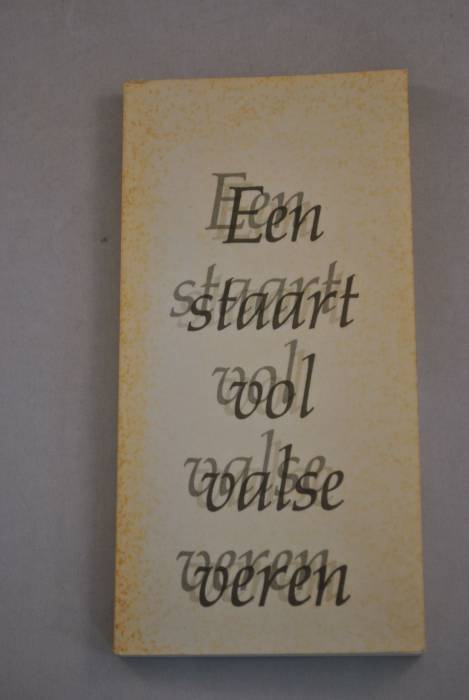 Een
staart
vol
valse
veren